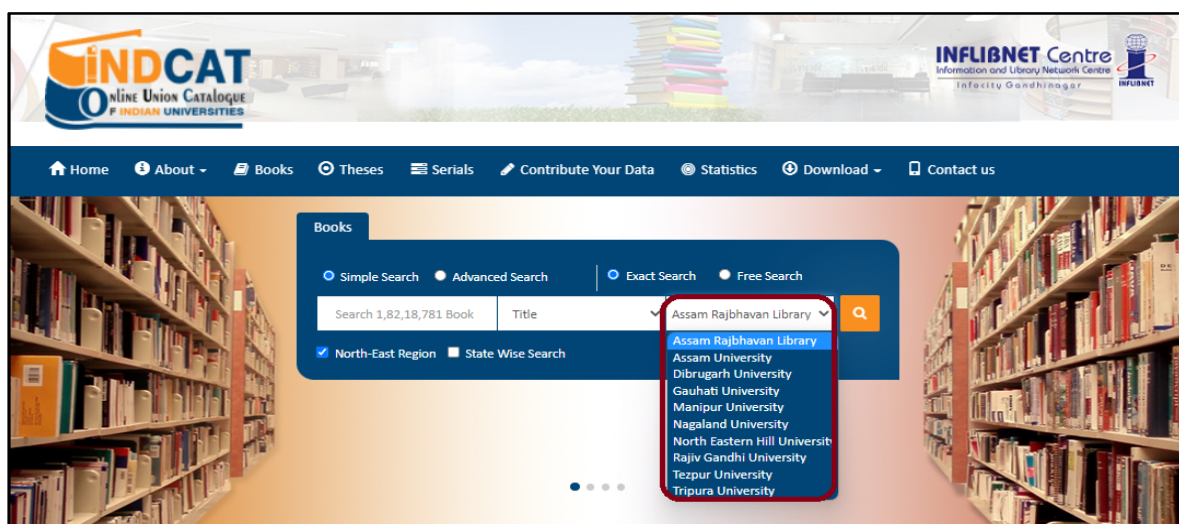 INDCAT
ONLINE UNION CATALOGUE
OF INDIAN UNIVERSITIES
INFLIBNET Centre
Information and Library Network Centre
Infocity Gandhinagar
INFLIBNET
Home About Books Theses Serials Contribute Your Data Statistics Download Contact us
Books
Simple Search Advanced Search Exact Search Free Search
Search 1,82,18,781 Book Title Assam Rajbhavan Library
North-East Region State Wise Search
Assam Rajbhavan Library
Assam University
Dibrugarh University
Gauhati University
Manipur University
Nagaland University
North Eastern Hill Universit
Rajiv Gandhi University
Tezpur University
Tripura University